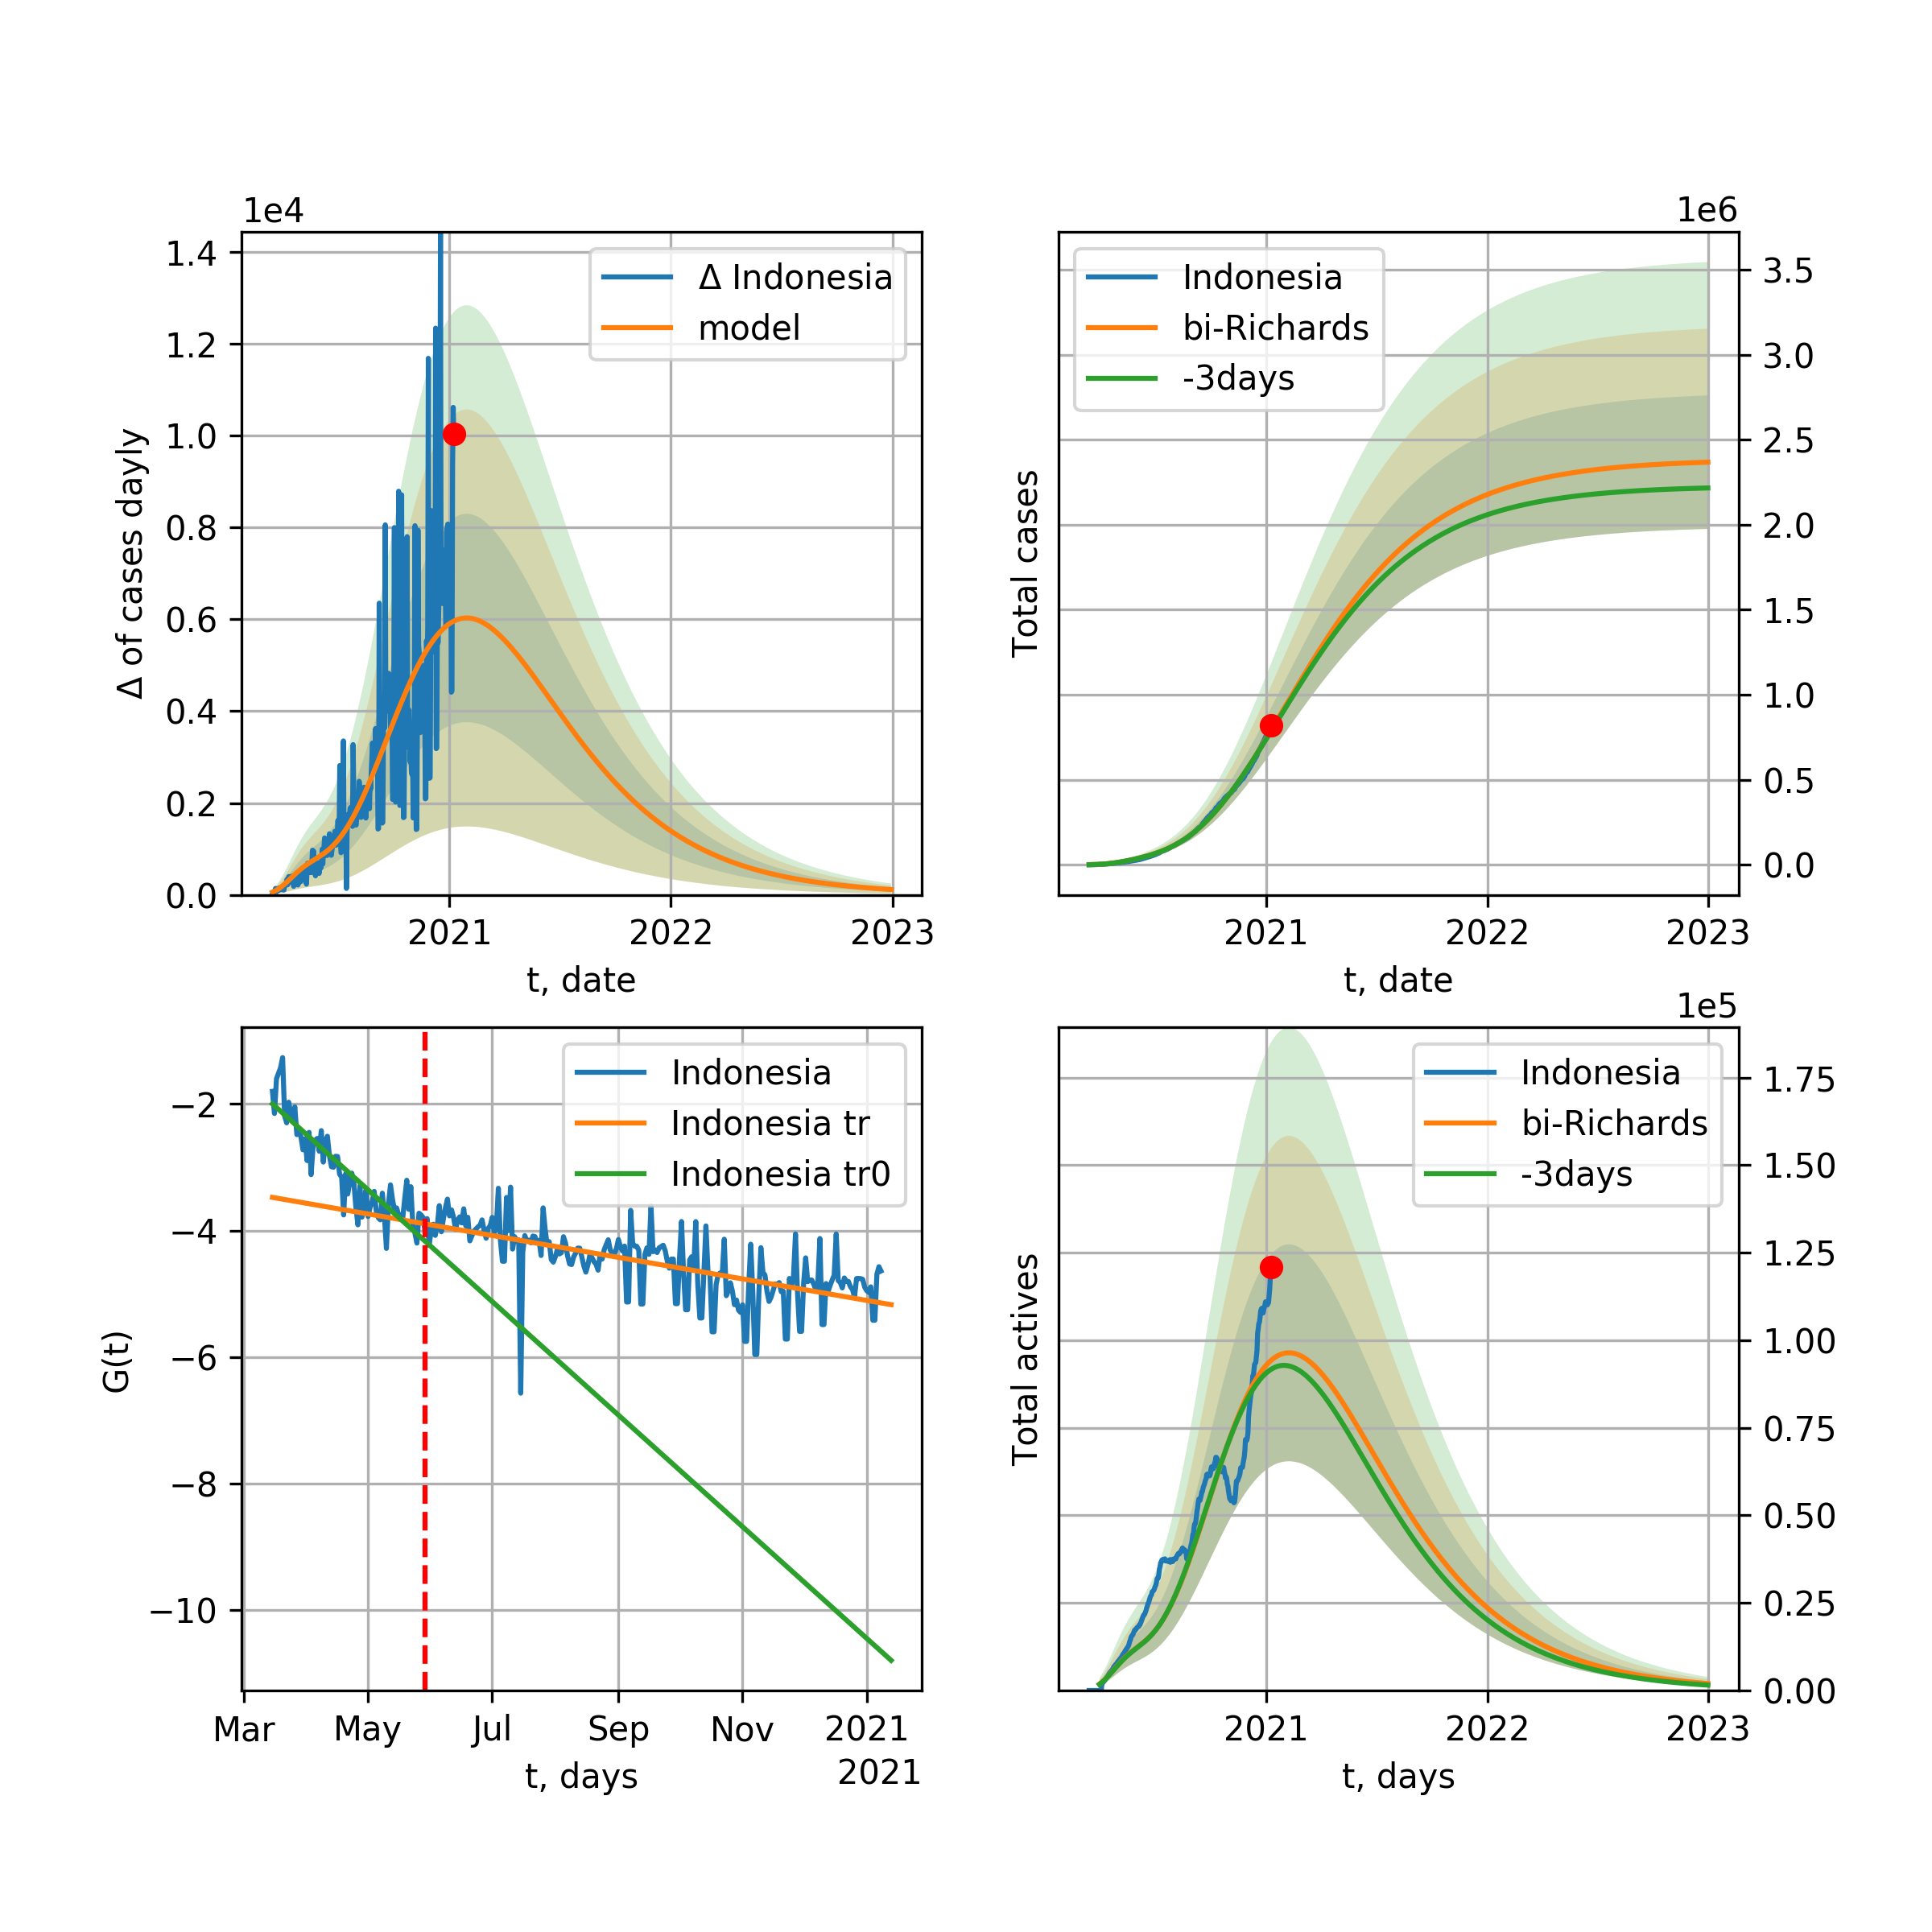 1e4
1.4
1.2
1.0
0.8
0.6
0.4
0.2
0.0
Δ of cases dayly
Δ Indonesia
model
2021 2022 2023
t, date
1e6
Indonesia
bi-Richards
-3days
3.5
3.0
2.5
2.0
1.5
1.0
0.5
0.0
Total cases
2021 2022 2023
t, date
−2
−4
−6
−8
−10
G(t)
Indonesia
Indonesia tr
Indonesia tr0
Mar May Jul Sep Nov 2021
2021
t, days
1e5
Indonesia
bi-Richards
-3days
1.75
1.50
1.25
1.00
0.75
0.50
0.25
0.00
Total actives
2021 2022 2023
t, days